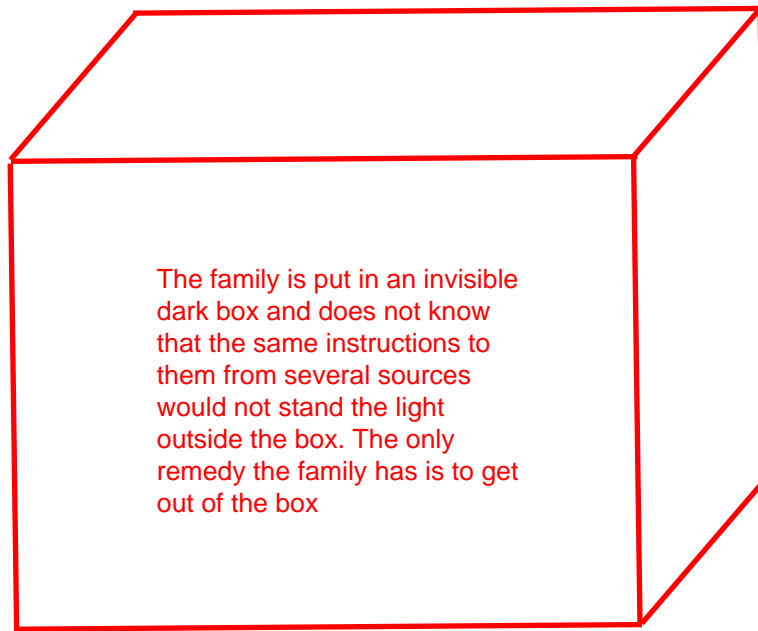 The family is put in an invisible
dark box and does not know
that the same instructions to
them from several sources
would not stand the light
outside the box. The only
remedy the family has is to get
out of the box